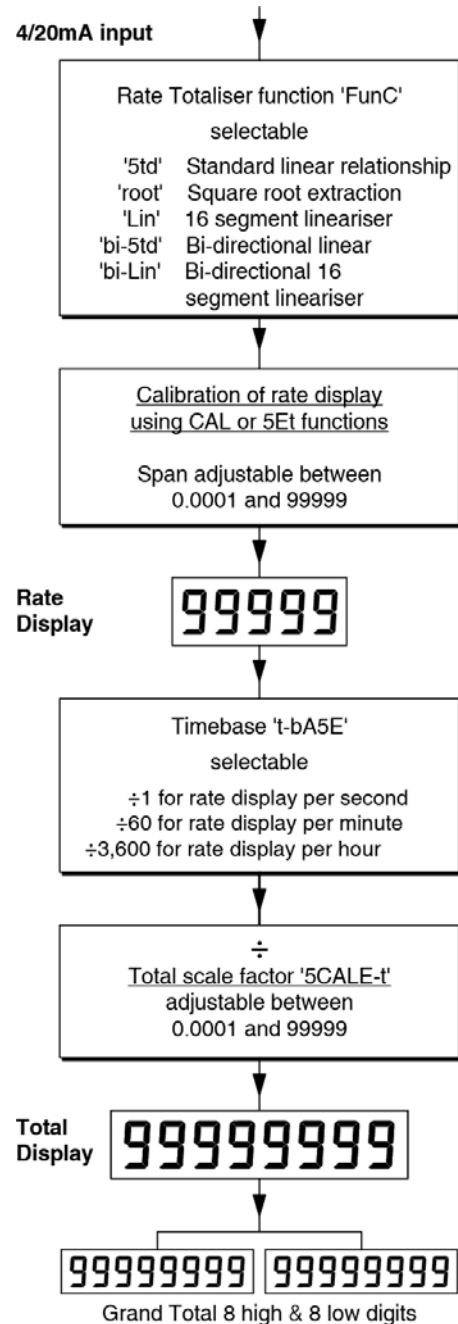 4/20mA input
Rate Totaliser function 'FunC'
selectable
'5td' Standard linear relationship
'root' Square root extraction
'Lin' 16 segment lineariser
'bi-5td' Bi-directional linear
'bi-Lin' Bi-directional 16
segment lineariser
Calibration of rate display
using CAL or 5Et functions
Span adjustable between
0.0001 and 99999
Rate
Display
99999
Timebase 't-bA5E'
selectable
÷1 for rate display per second
÷60 for rate display per minute
÷3,600 for rate display per hour
÷
Total scale factor '5CALE-t'
adjustable between
0.0001 and 99999
Total
Display
99999999
99999999 99999999
Grand Total 8 high & 8 low digits